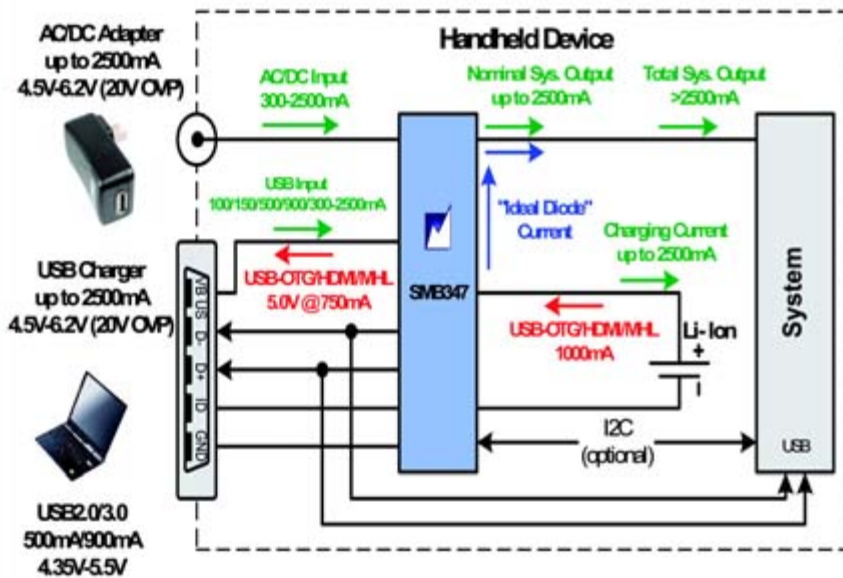 AC/DC Adapter
up to 2500mA
4.5V-6.2V (20V OVP)
Handheld Device
AC/DC Input
300-2500mA
Nominal Sys. Output
up to 2500mA
Total Sys. Output
>2500mA
USB Input
100/150/500/900/300-2500mA
"Ideal Diode"
Current
Charging Current
up to 2500mA
USB Charger
up to 2500mA
4.5V-6.2V (20V OVP)
USB-OTG/HDMI/MHL
5.0V @750mA
SMB347
USB-OTG/HDMI/MHL
1000mA
Li-Ion
+
System
VBUS
D-
D+
ID
GND
I2C
(optional)
USB
USB2.0/3.0
500mA/900mA
4.35V-5.5V